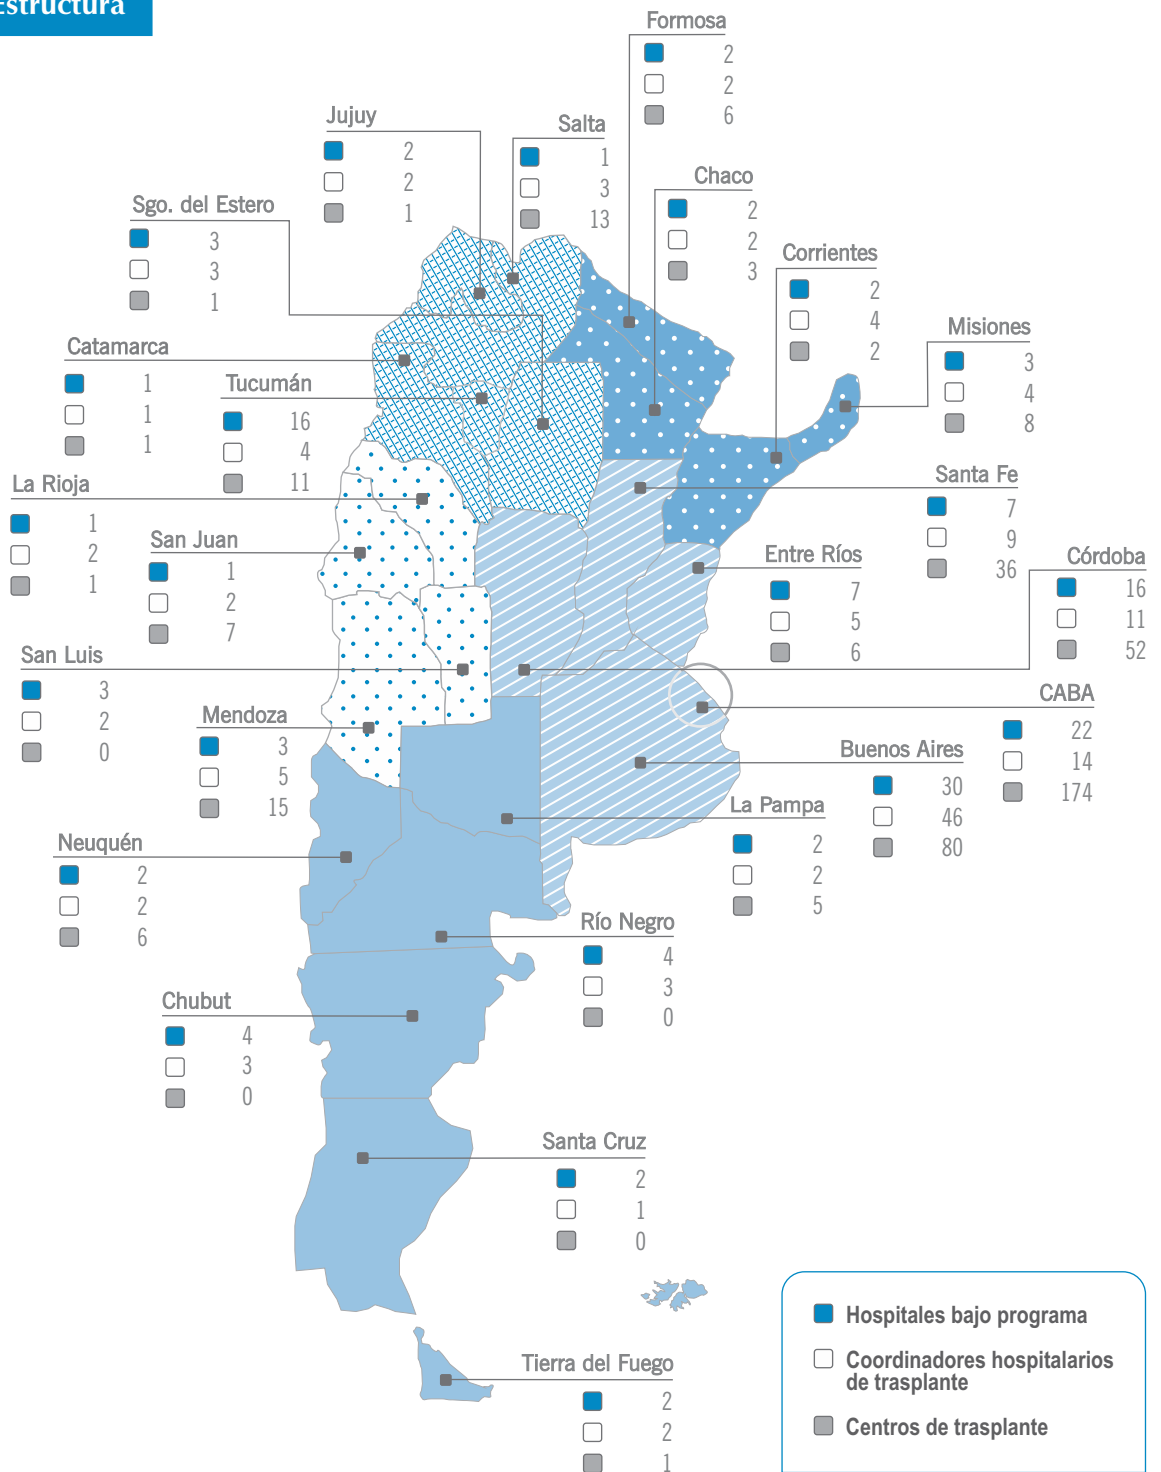 Estructura
Formosa
2
2
6
Jujuy
2
2
1
Salta
1
3
13
Chaco
2
2
3
Sgo. del Estero
3
3
1
Corrientes
2
4
2
Misiones
3
4
8
Catamarca
1
1
1
Tucumán
16
4
11
La Rioja
1
2
1
San Juan
1
2
7
Santa Fe
7
9
36
Entre Ríos
7
5
6
Córdoba
16
11
52
San Luis
3
2
0
Mendoza
3
5
15
CABA
22
14
174
Buenos Aires
30
46
80
La Pampa
2
2
5
Neuquén
2
2
6
Río Negro
4
3
0
Chubut
4
3
0
Santa Cruz
2
1
0
Tierra del Fuego
2
2
1
Hospitales bajo programa
Coordinadores hospitalarios
de trasplante
Centros de trasplante